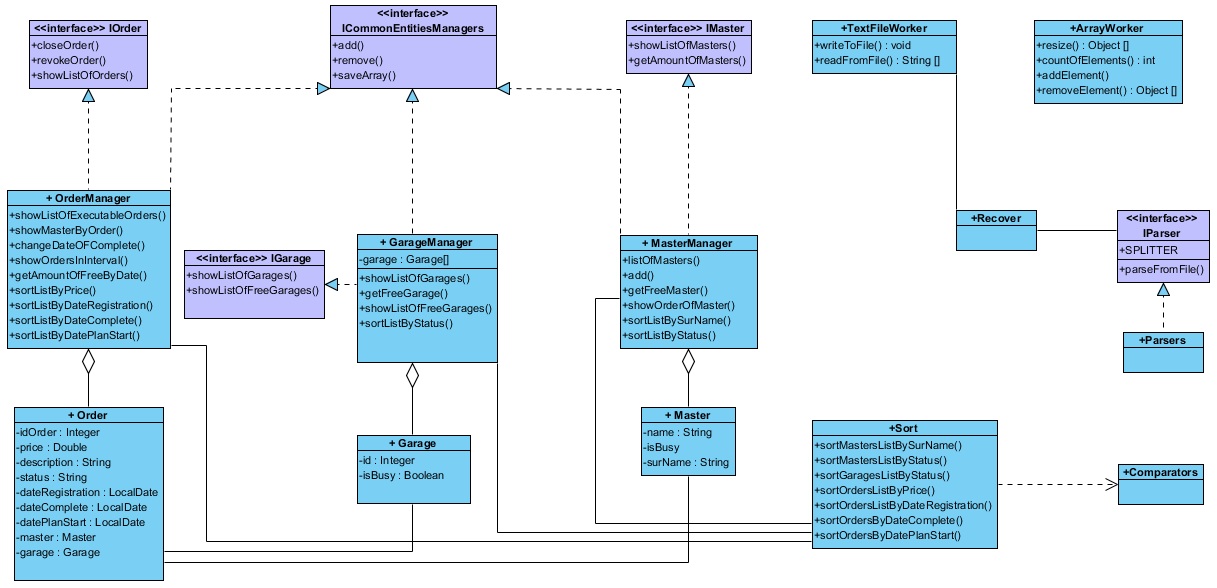 <<interface>> IOrder
+closeOrder()
+revokeOrder()
+showListOfOrders()
<<interface>>
ICommonEntitiesManagers
+add()
+remove()
+saveArray()
<<interface>> IMaster
+showListOfMasters()
+getAmountOfMasters()
+TextFileWorker
+writeToFile() : void
+readFromFile() : String []
+ArrayWorker
+resize() : Object []
+countOfElements() : int
+addElement()
+removeElement() : Object []
+ OrderManager
+showListOfExecutableOrders()
+showMasterByOrder()
+changeDateOFComplete()
+showOrdersInInterval()
+getAmountOfFreeByDate()
+sortListByPrice()
+sortListByDateRegistration()
+sortListByDateComplete()
+sortListByDatePlanStart()
<<interface>> IGarage
+showListOfGarages()
+showListOfFreeGarages()
+ GarageManager
-garage : Garage[]
+showListOfGarages()
+getFreeGarage()
+showListOfFreeGarages()
+sortListByStatus()
+ MasterManager
+listOfMasters()
+add()
+getFreeMaster()
+showOrderOfMaster()
+sortListBySurName()
+sortListByStatus()
+Recover
<<interface>>
IParser
+SPLITTER
+parseFromFile()
+Parsers
+ Order
-idOrder : Integer
-price : Double
-description : String
-status : String
-dateRegistration : LocalDate
-dateComplete : LocalDate
-datePlanStart : LocalDate
-master : Master
-garage : Garage
+ Garage
-id : Integer
-isBusy : Boolean
+ Master
-name : String
-isBusy
-surName : String
+Sort
+sortMastersListBySurName()
+sortMastersListByStatus()
+sortGaragesListByStatus()
+sortOrdersListByPrice()
+sortOrdersListByDateRegistration()
+sortOrdersByDateComplete()
+sortOrdersByDatePlanStart()
+Comparators